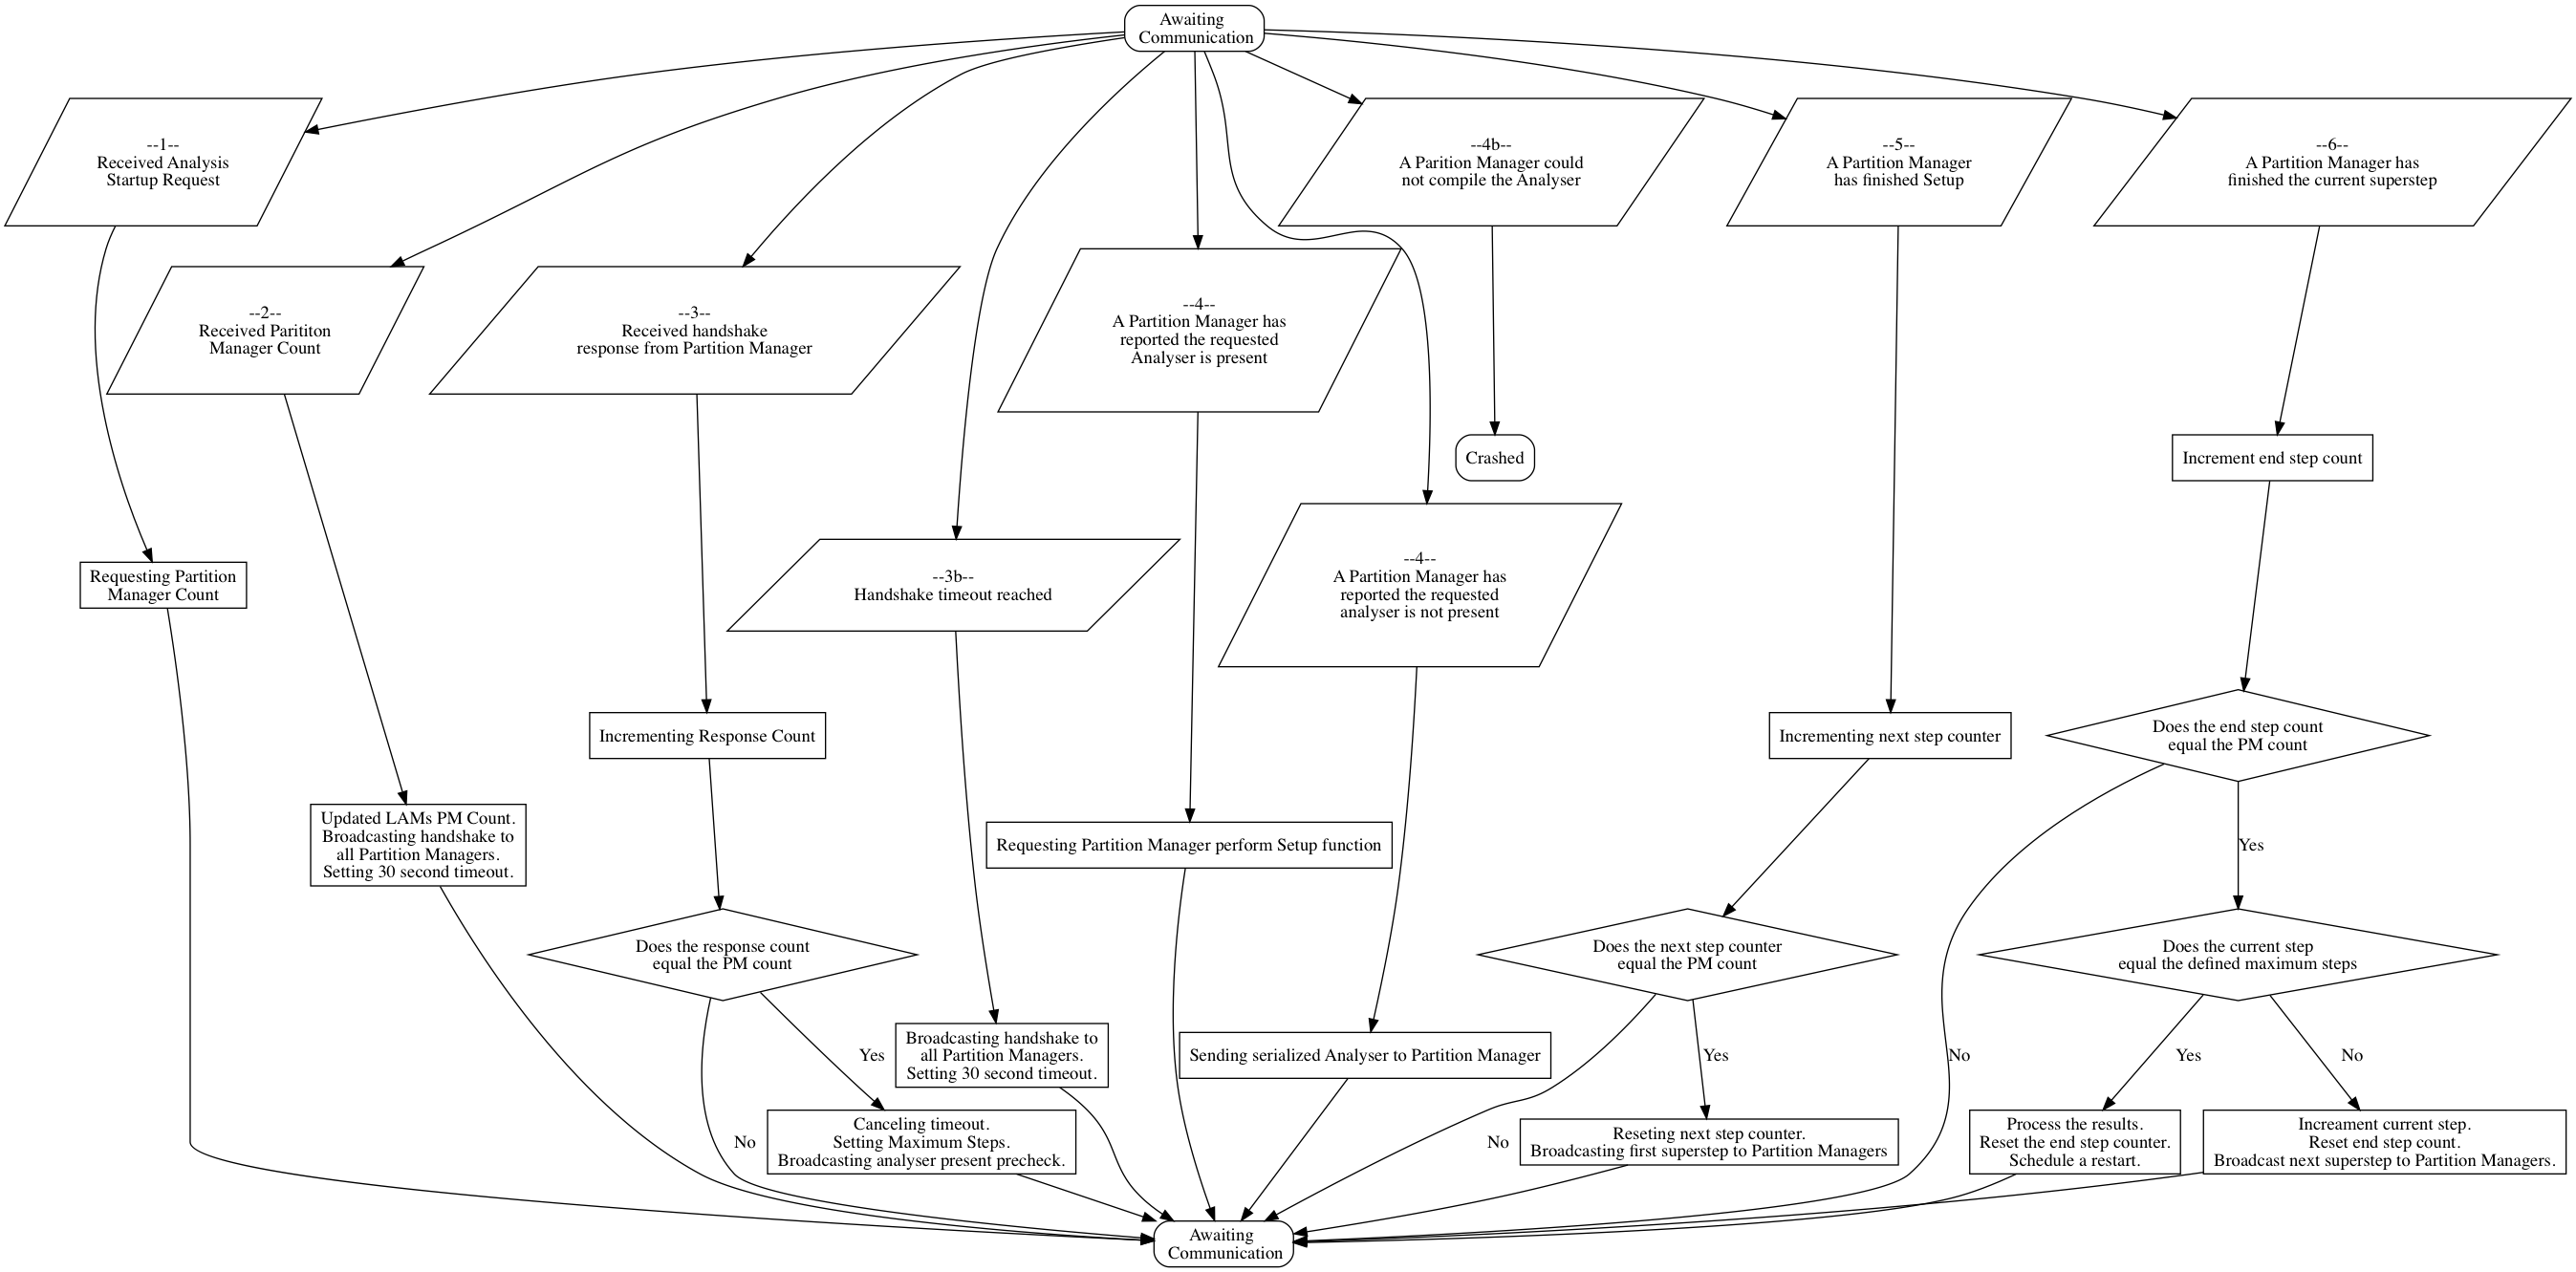 Awaiting
Communication
--1--
Received Analysis
Startup Request
--4b--
A Parition Manager could
not compile the Analyser
--5--
A Partition Manager
has finished Setup
--6--
A Partition Manager has
finished the current superstep
--2--
Received Parititon
Manager Count
--3--
Received handshake
response from Partition Manager
--4--
A Partition Manager has
reported the requested
Analyser is present
Crashed
Increment end step count
Requesting Partition
Manager Count
--3b--
Handshake timeout reached
--4--
A Partition Manager has
reported the requested
analyser is not present
Incrementing Response Count
Incrementing next step counter
Does the end step count
equal the PM count
Updated LAMs PM Count.
Broadcasting handshake to
all Partition Managers.
Setting 30 second timeout.
Requesting Partition Manager perform Setup function
Yes
Does the response count
equal the PM count
Does the next step counter
equal the PM count
Does the current step
equal the defined maximum steps
Yes
Broadcasting handshake to
all Partition Managers.
Setting 30 second timeout.
Sending serialized Analyser to Partition Manager
Yes
No
Yes
No
No
Canceling timeout.
Setting Maximum Steps.
Broadcasting analyser present precheck.
No
Reseting next step counter.
Broadcasting first superstep to Partition Managers
Process the results.
Reset the end step counter.
Schedule a restart.
Increament current step.
Reset end step count.
Broadcast next superstep to Partition Managers.
Awaiting
Communication